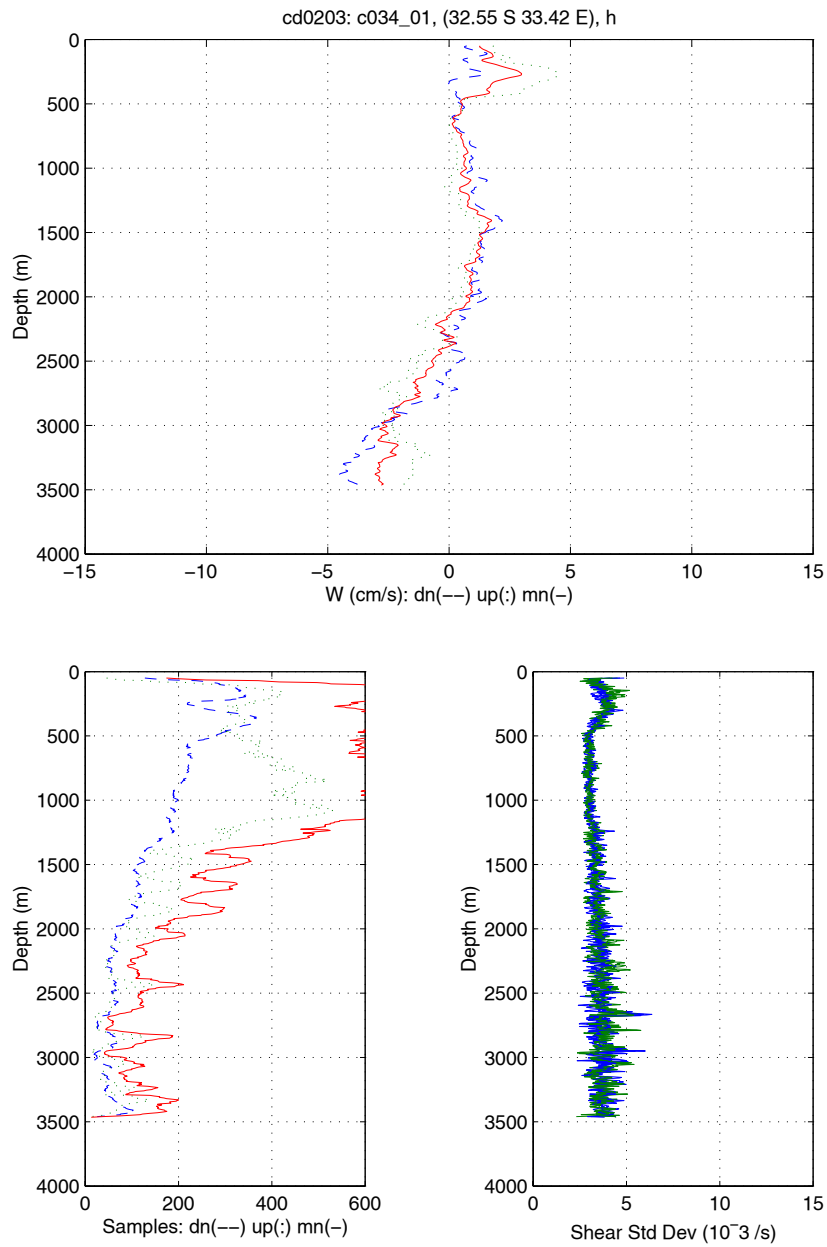 cd0203: c034_01, (32.55 S 33.42 E), h
0
500
1000
1500
2000
2500
3000
3500
4000
Depth (m)
−15 −10 −5 0 5 10 15
W (cm/s): dn(−−) up(:) mn(−)
0
500
1000
1500
2000
2500
3000
3500
4000
Depth (m)
0 200 400 600
Samples: dn(−−) up(:) mn(−)
0
500
1000
1500
2000
2500
3000
3500
4000
Depth (m)
0 5 10 15
Shear Std Dev (10⁻3 /s)